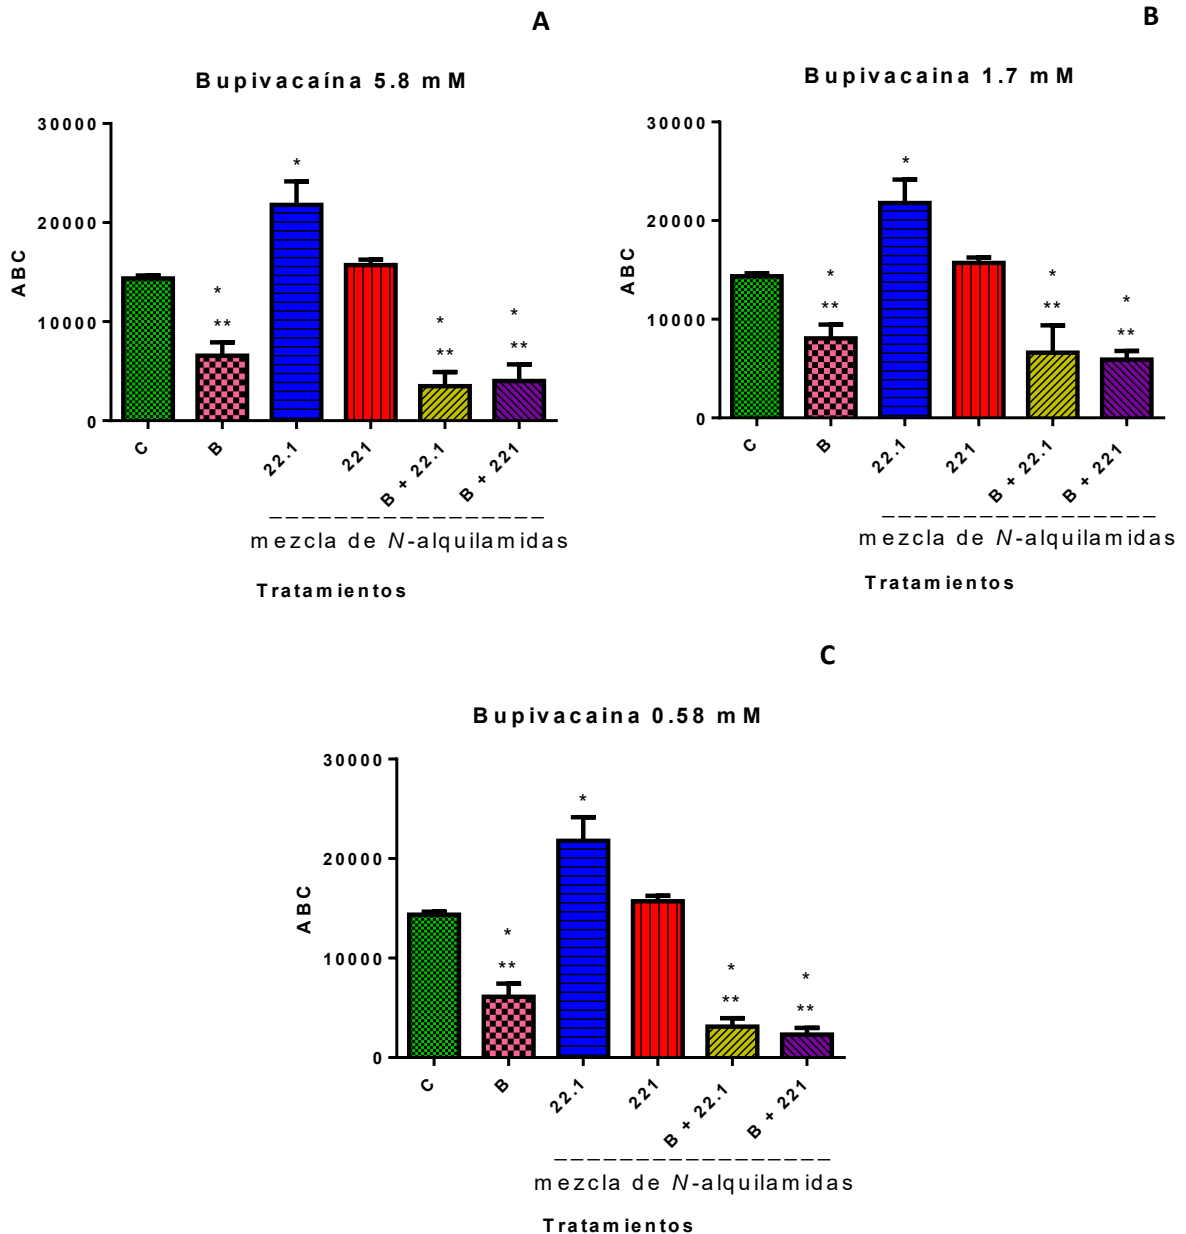 A
Bupivacaína 5.8 mM
30000
20000
10000
0
ABC
*
*
**
*
**
*
**
C
B
22.1
221
B + 22.1
B + 221
mezcla de N-alquilamidas
Tratamientos
B
Bupivacaina 1.7 mM
30000
20000
10000
0
ABC
*
*
**
*
**
*
**
C
B
22.1
221
B + 22.1
B + 221
mezcla de N-alquilamidas
Tratamientos
C
Bupivacaina 0.58 mM
30000
20000
10000
0
ABC
*
*
**
*
**
*
**
C
B
22.1
221
B + 22.1
B + 221
mezcla de N-alquilamidas
Tratamientos